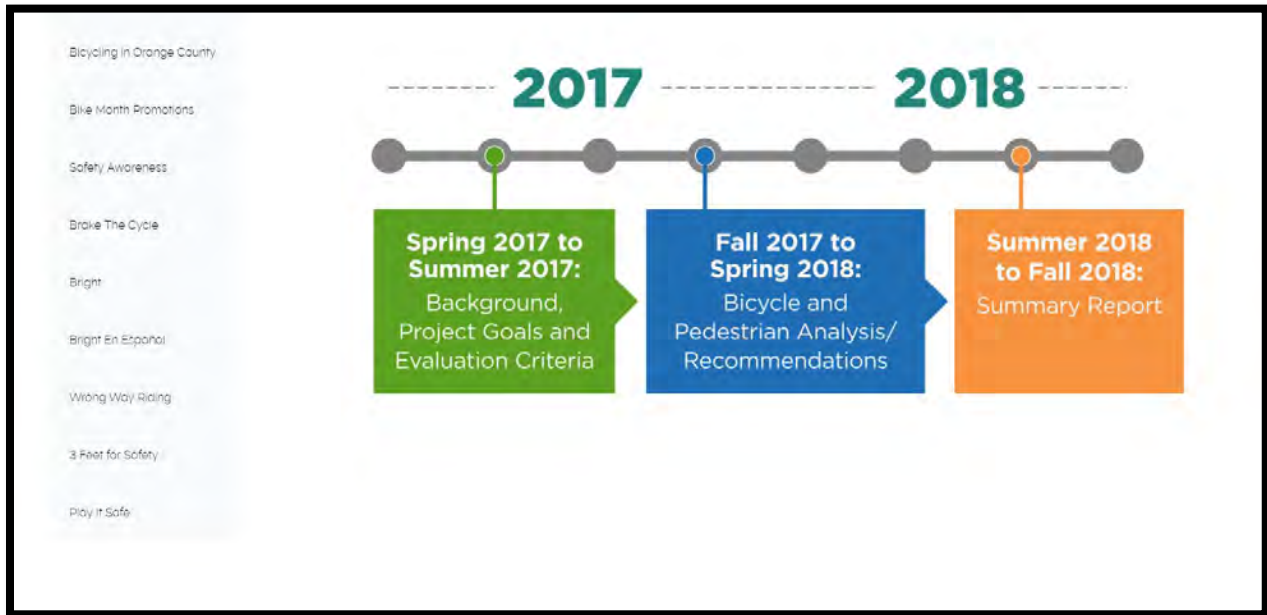 Bicycling in Orange County
Bike Month Promotions
Safety Awareness
Brake The Cycle
Bright
Bright En Español
Wrong Way Riding
3 Feet for Safety
Play It Safe
2017
2018
Spring 2017 to
Summer 2017:
Background,
Project Goals and
Evaluation Criteria
Fall 2017 to
Spring 2018:
Bicycle and
Pedestrian Analysis/
Recommendations
Summer 2018
to Fall 2018:
Summary Report